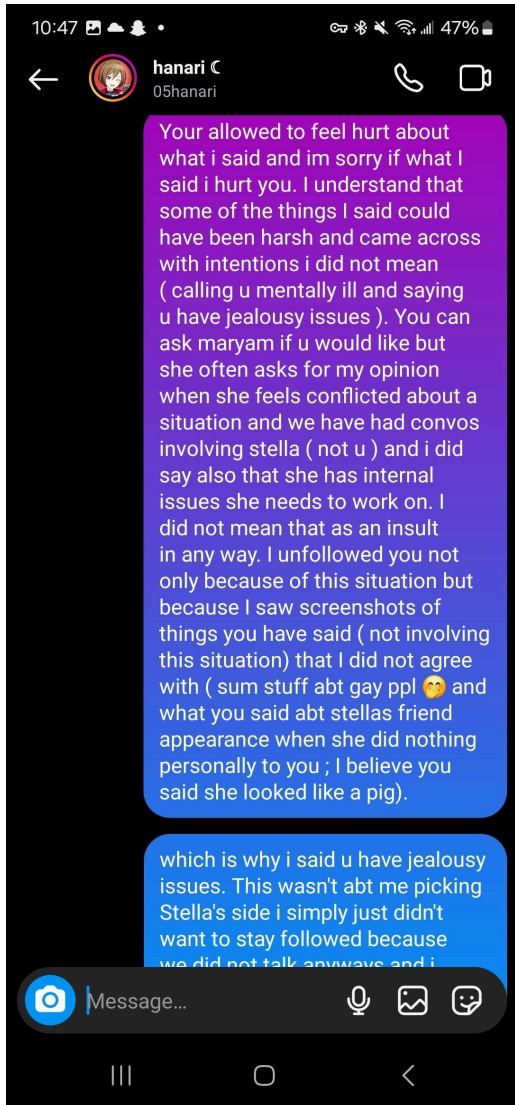 10:47
47%
hanari ☾
05hanari
Your allowed to feel hurt about
what i said and im sorry if what I
said i hurt you. I understand that
some of the things I said could
have been harsh and came across
with intentions i did not mean
( calling u mentally ill and saying
u have jealousy issues ). You can
ask maryam if u would like but
she often asks for my opinion
when she feels conflicted about a
situation and we have had convos
involving stella ( not u ) and i did
say also that she has internal
issues she needs to work on. I
did not mean that as an insult
in any way. I unfollowed you not
only because of this situation but
because I saw screenshots of
things you have said ( not involving
this situation) that I did not agree
with ( sum stuff abt gay ppl 🤭 and
what you said abt stellas friend
appearance when she did nothing
personally to you ; I believe you
said she looked like a pig).
which is why i said u have jealousy
issues. This wasn't abt me picking
Stella's side i simply just didn't
want to stay followed because
we did not talk anyways and i
Message...